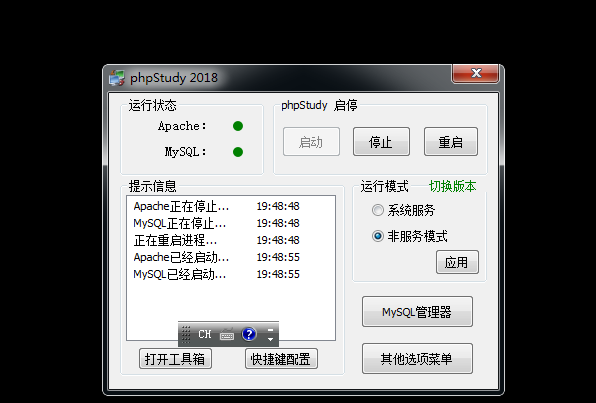 phpStudy 2018
运行状态
Apache:
MySQL:
phpStudy 启停
启动 停止 重启
提示信息
Apache正在停止... 19:48:48
MySQL正在停止... 19:48:48
正在重启进程... 19:48:48
Apache已经启动... 19:48:55
MySQL已经启动... 19:48:55
CH
打开工具箱 快捷键配置
运行模式 切换版本
系统服务
非服务模式
应用
MySQL管理器
其他选项菜单